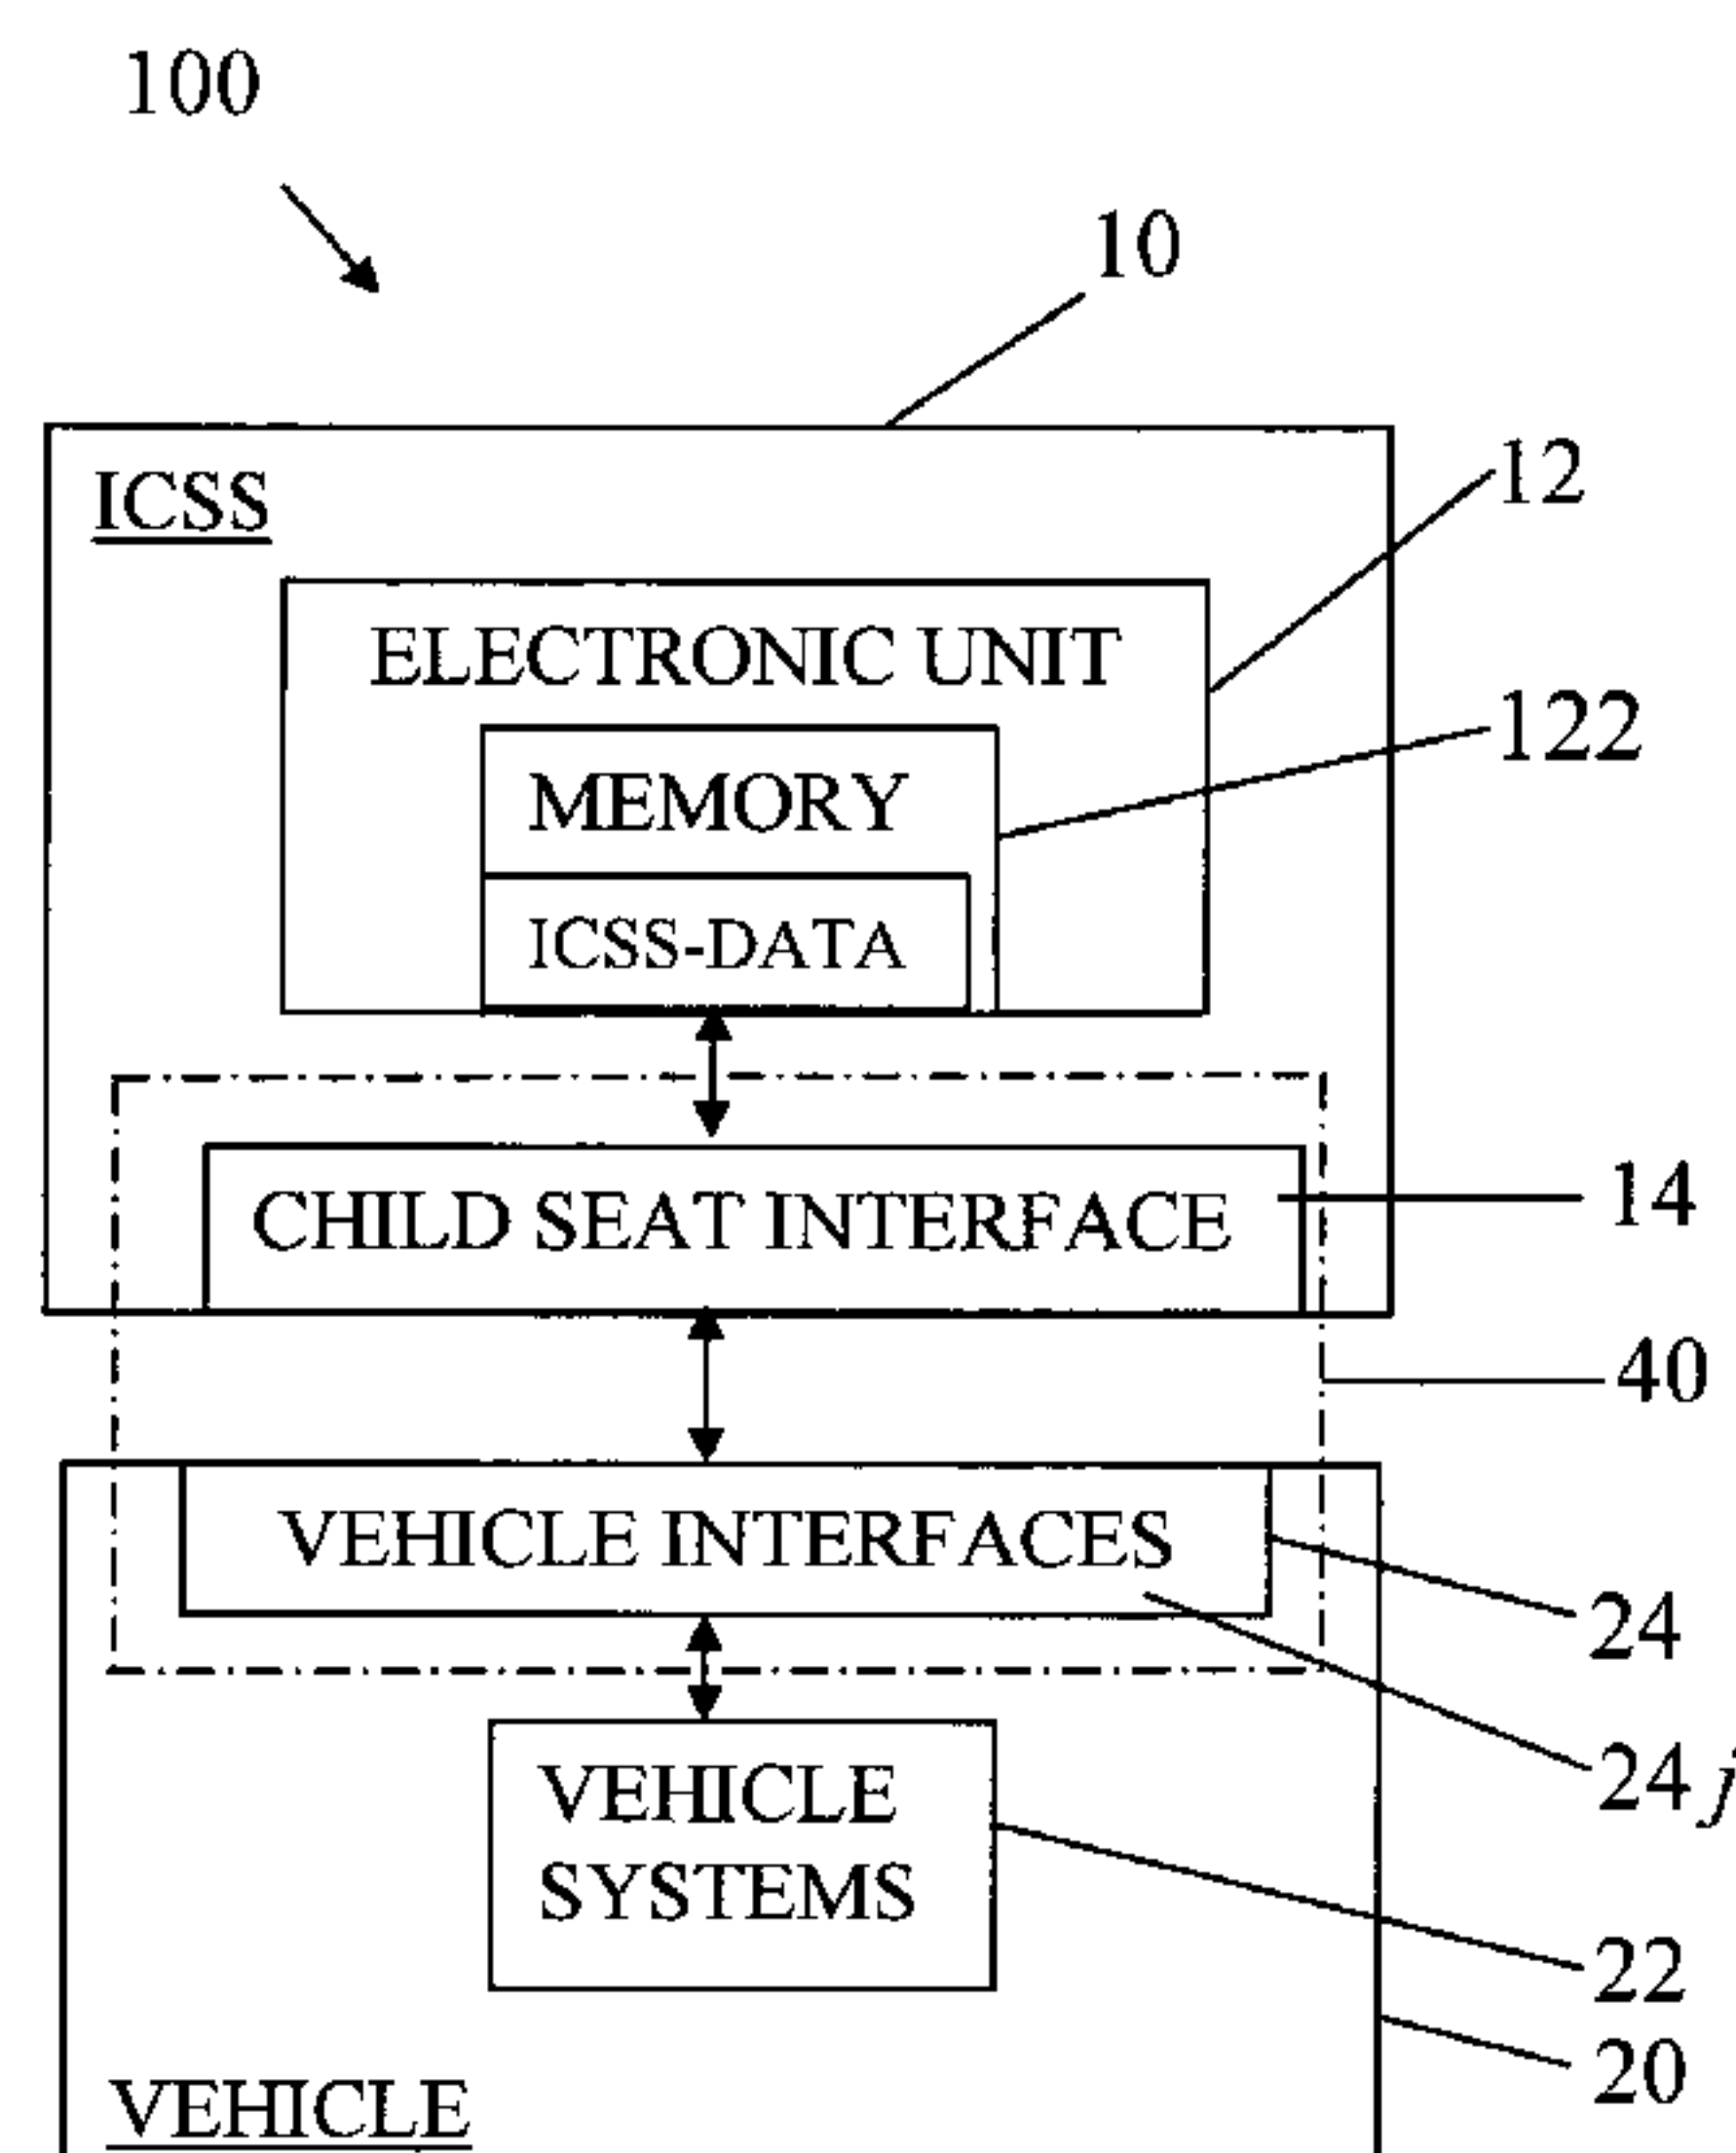 100
10
ICSS
12
ELECTRONIC UNIT
122
MEMORY
ICSS-DATA
CHILD SEAT INTERFACE
14
40
VEHICLE INTERFACES
24
24j
VEHICLE
SYSTEMS
22
20
VEHICLE